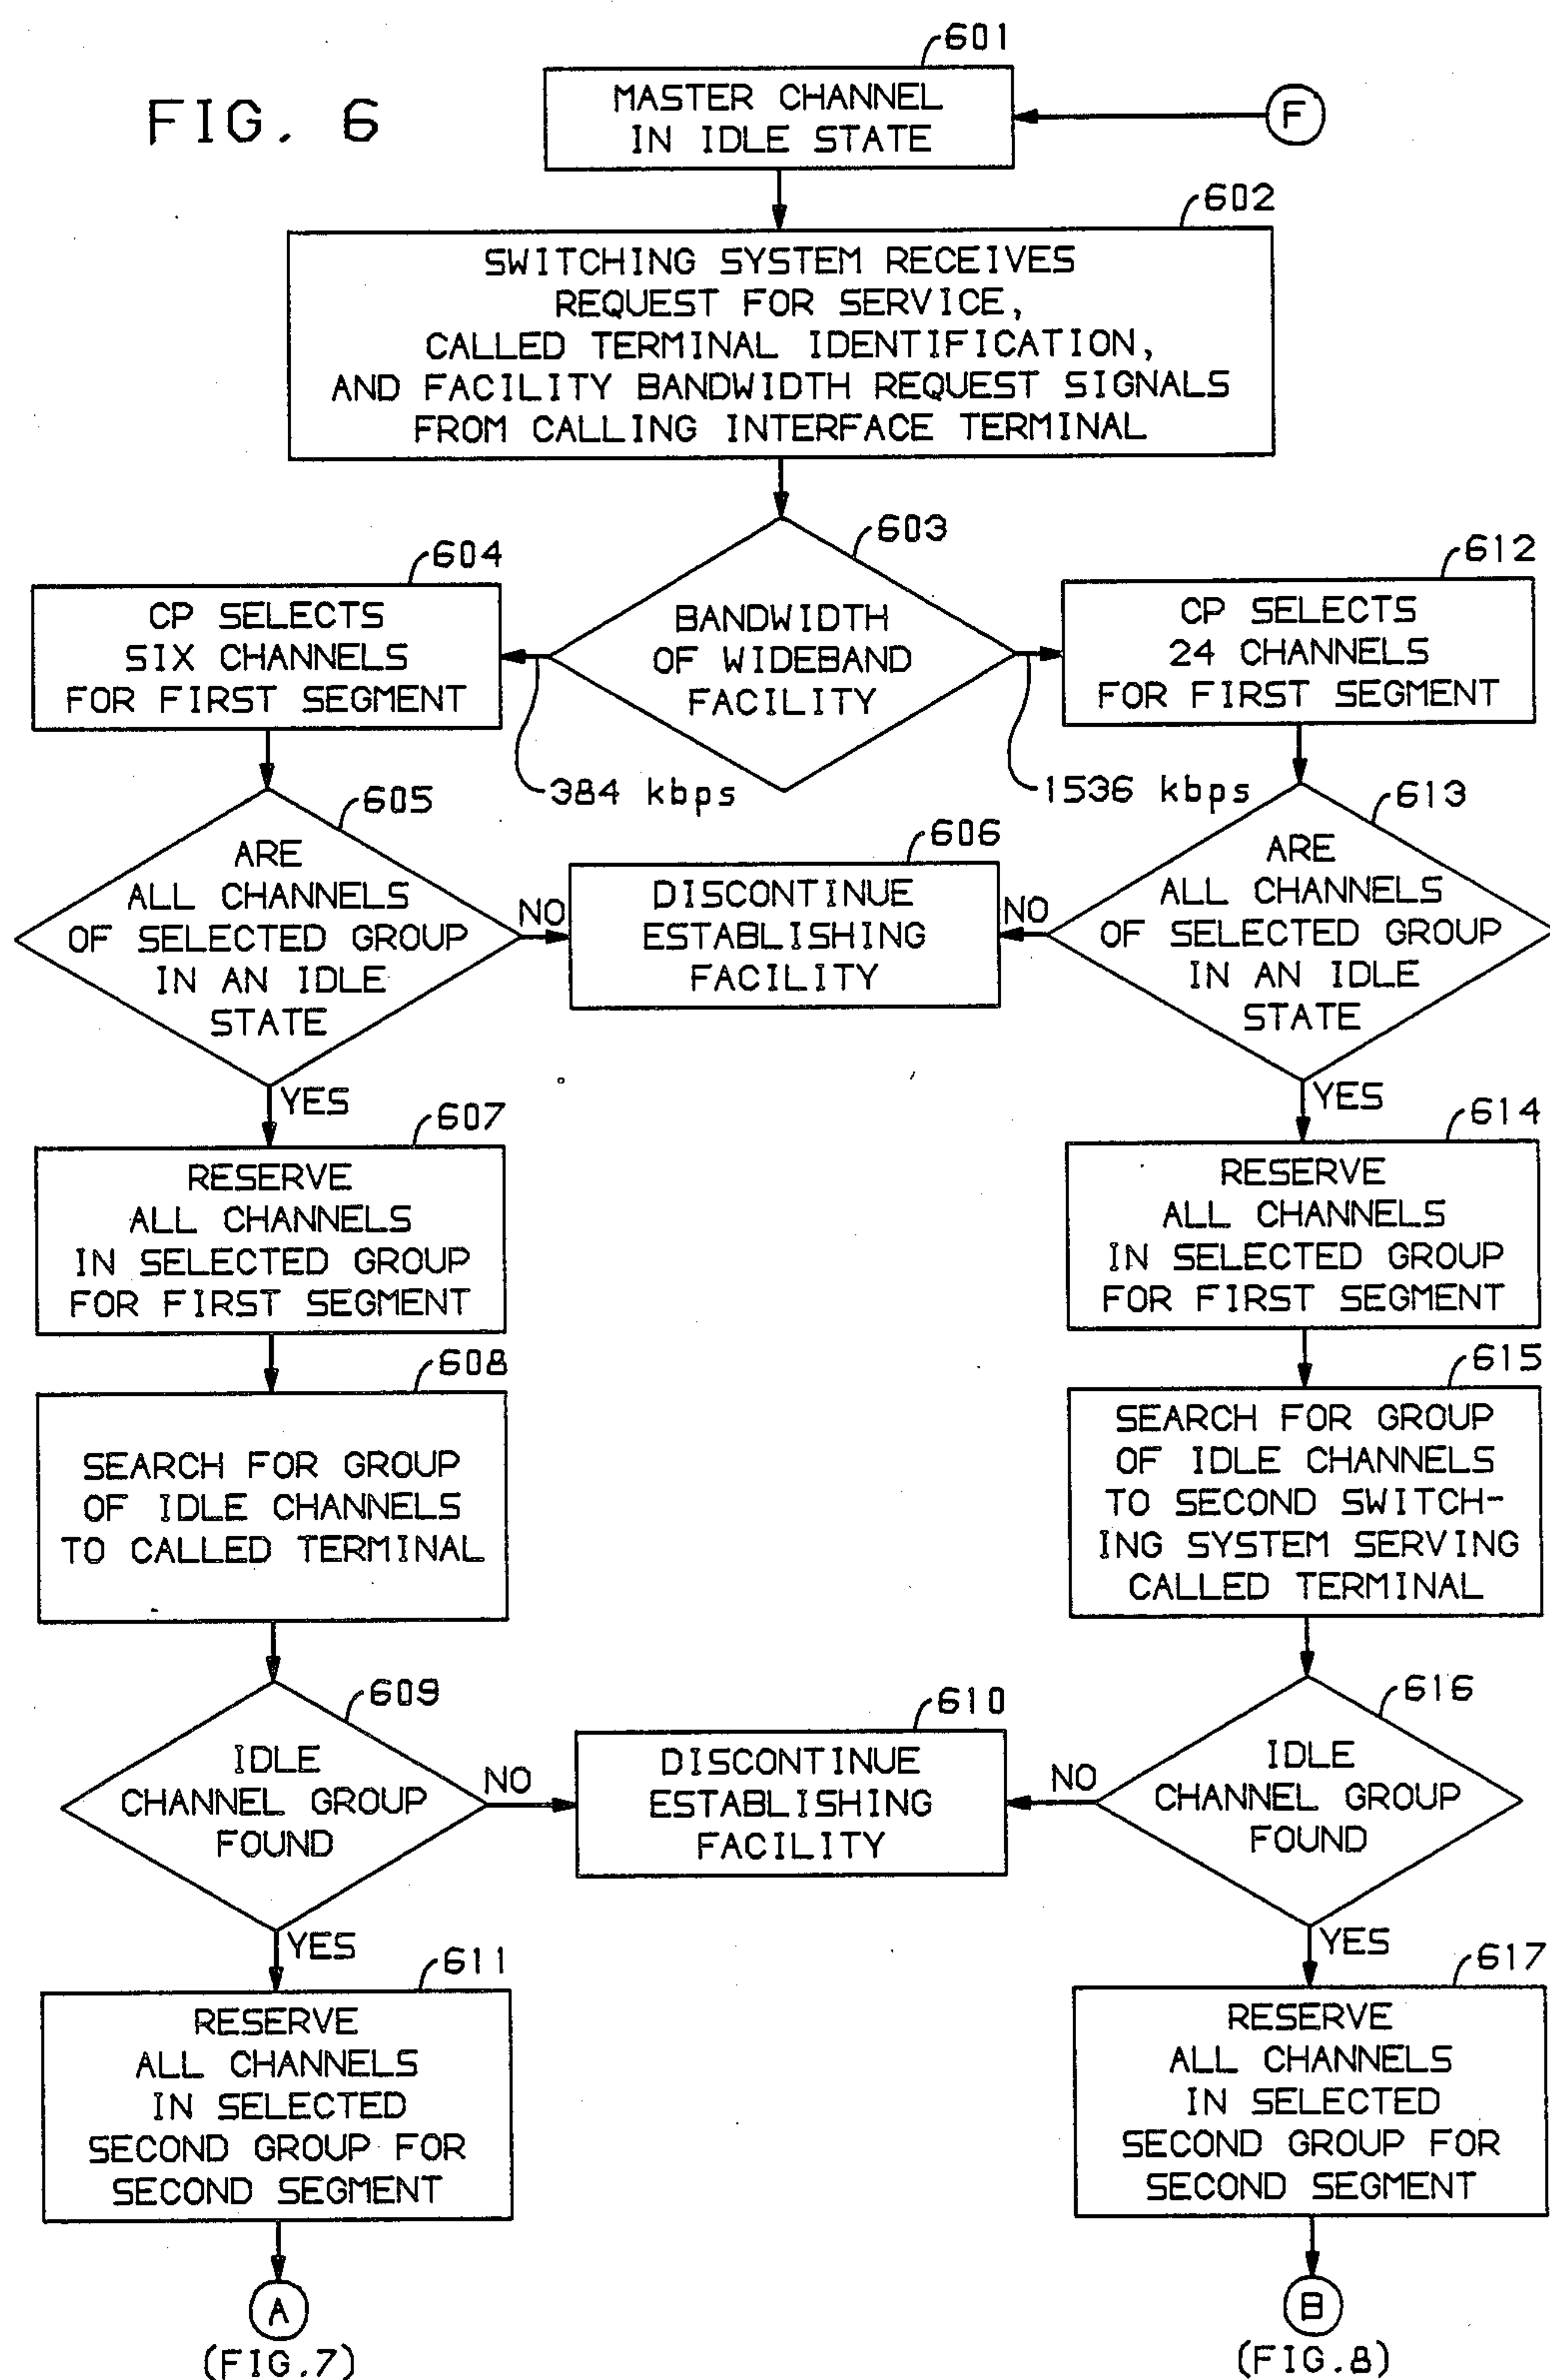 FIG. 6
601
MASTER CHANNEL
IN IDLE STATE
F
602
SWITCHING SYSTEM RECEIVES
REQUEST FOR SERVICE,
CALLED TERMINAL IDENTIFICATION,
AND FACILITY BANDWIDTH REQUEST SIGNALS
FROM CALLING INTERFACE TERMINAL
603
BANDWIDTH
OF WIDEBAND
FACILITY
384 kbps
1536 kbps
604
CP SELECTS
SIX CHANNELS
FOR FIRST SEGMENT
612
CP SELECTS
24 CHANNELS
FOR FIRST SEGMENT
605
ARE
ALL CHANNELS
OF SELECTED GROUP
IN AN IDLE
STATE
NO
606
DISCONTINUE
ESTABLISHING
FACILITY
NO
613
ARE
ALL CHANNELS
OF SELECTED GROUP
IN AN IDLE
STATE
YES
607
RESERVE
ALL CHANNELS
IN SELECTED GROUP
FOR FIRST SEGMENT
YES
614
RESERVE
ALL CHANNELS
IN SELECTED GROUP
FOR FIRST SEGMENT
608
SEARCH FOR GROUP
OF IDLE CHANNELS
TO CALLED TERMINAL
615
SEARCH FOR GROUP
OF IDLE CHANNELS
TO SECOND SWITCH-
ING SYSTEM SERVING
CALLED TERMINAL
609
IDLE
CHANNEL GROUP
FOUND
NO
610
DISCONTINUE
ESTABLISHING
FACILITY
NO
616
IDLE
CHANNEL GROUP
FOUND
YES
611
RESERVE
ALL CHANNELS
IN SELECTED
SECOND GROUP FOR
SECOND SEGMENT
YES
617
RESERVE
ALL CHANNELS
IN SELECTED
SECOND GROUP FOR
SECOND SEGMENT
A
(FIG.7)
B
(FIG.8)